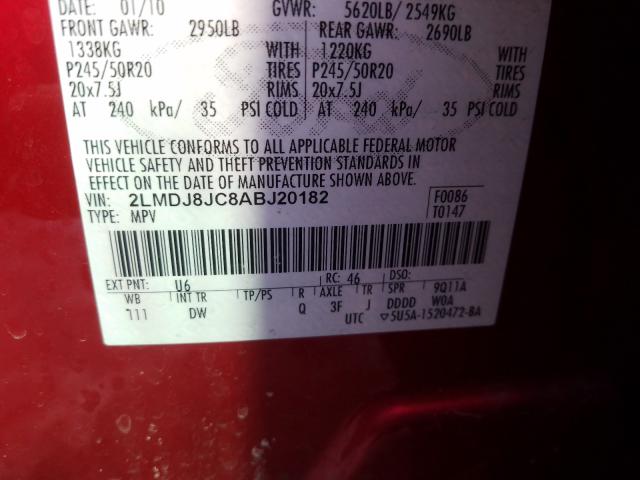 DATE: 01/10 GVWR: 5620LB/ 2549KG
FRONT GAWR: 2950LB REAR GAWR: 2690LB
1338KG WITH 1220KG WITH
P245/50R20 TIRES P245/50R20 TIRES
20x7.5J RIMS 20x7.5J RIMS
AT 240 kPa/ 35 PSI COLD AT 240 kPa/ 35 PSI COLD
THIS VEHICLE CONFORMS TO ALL APPLICABLE FEDERAL MOTOR
VEHICLE SAFETY AND THEFT PREVENTION STANDARDS IN
EFFECT ON THE DATE OF MANUFACTURE SHOWN ABOVE.
VIN: 2LMDJ8JC8ABJ20182 F0086
TYPE: MPV T0147
EXT PNT: U6 RC: 46 DSO:
WB INT TR TP/PS R AXLE TR SPR 9Q11A
111 DW Q 3F J DDDD W0A
UTC ▽5U5A-1520472-BA